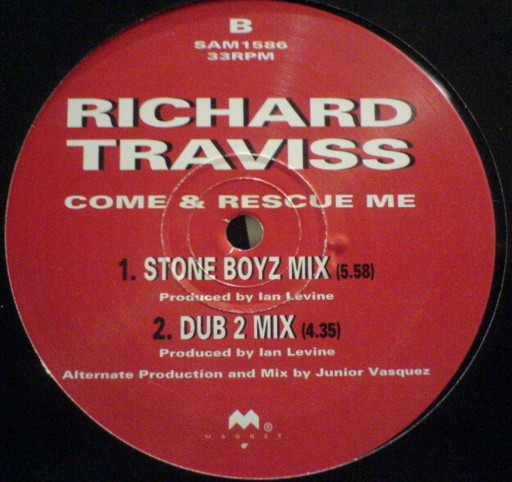 B
SAM1586
33RPM
RICHARD
TRAVISS
COME & RESCUE ME
1. STONE BOYZ MIX (5.58)
Produced by Ian Levine
2. DUB 2 MIX (4.35)
Produced by Ian Levine
Alternate Production and Mix by Junior Vasquez
M®
MAGNET